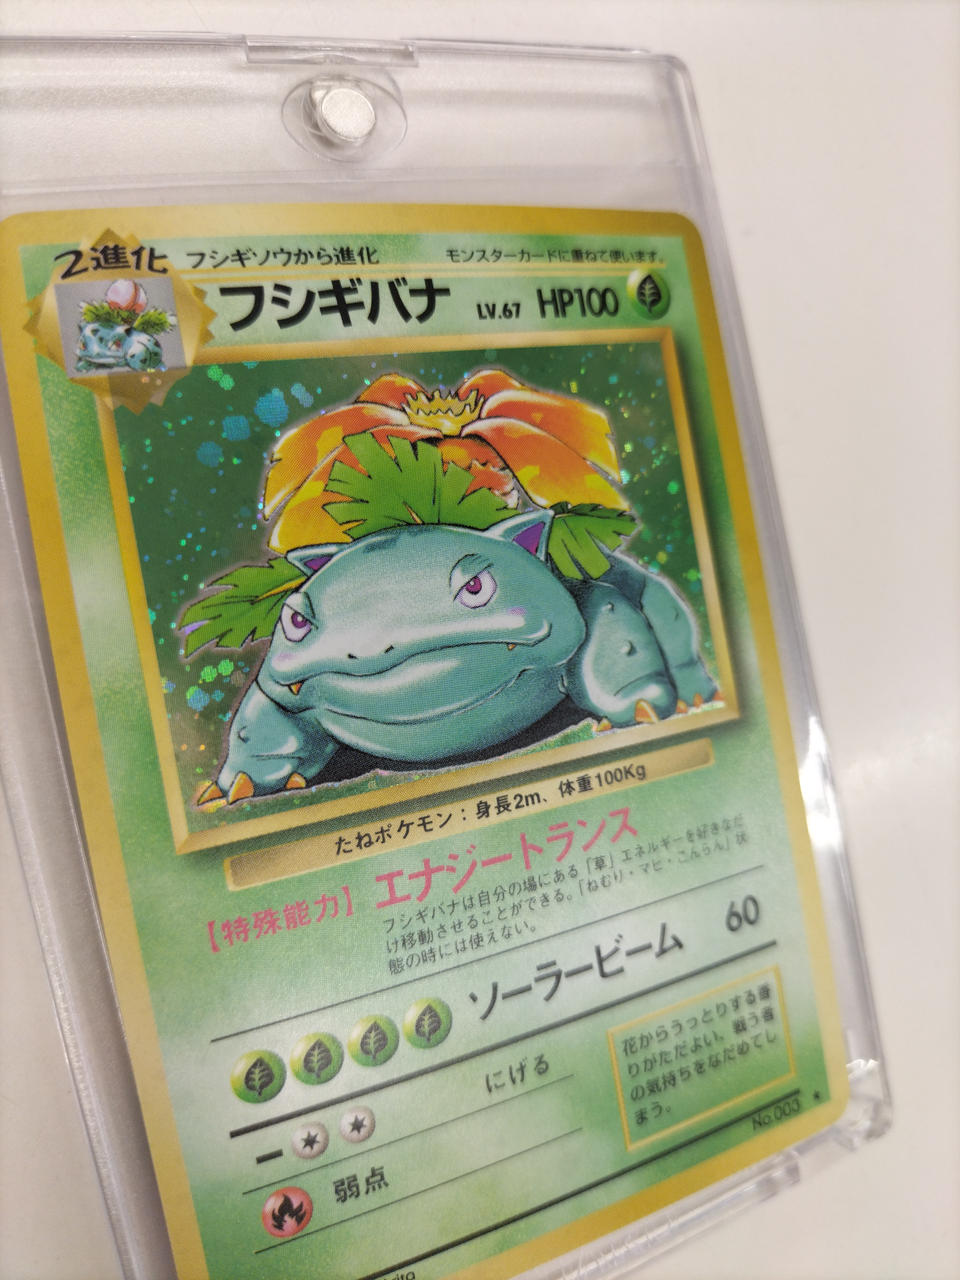 2進化 フシギソウから進化 モンスターカードに重ねて使います。
フシギバナ LV.67 HP100
たねポケモン：身長2m、体重100Kg
【特殊能力】 エナジートランス
フシギバナは自分の場にある「草」エネルギーを好きなだ
け移動させることができる。「ねむり・マヒ・こんらん」状
態の時には使えない。
ソーラービーム 60
にげる
弱点
花からうっとりする香
りがただよい、戦う者
の気持ちをなだめてし
まう。
No.003 ★